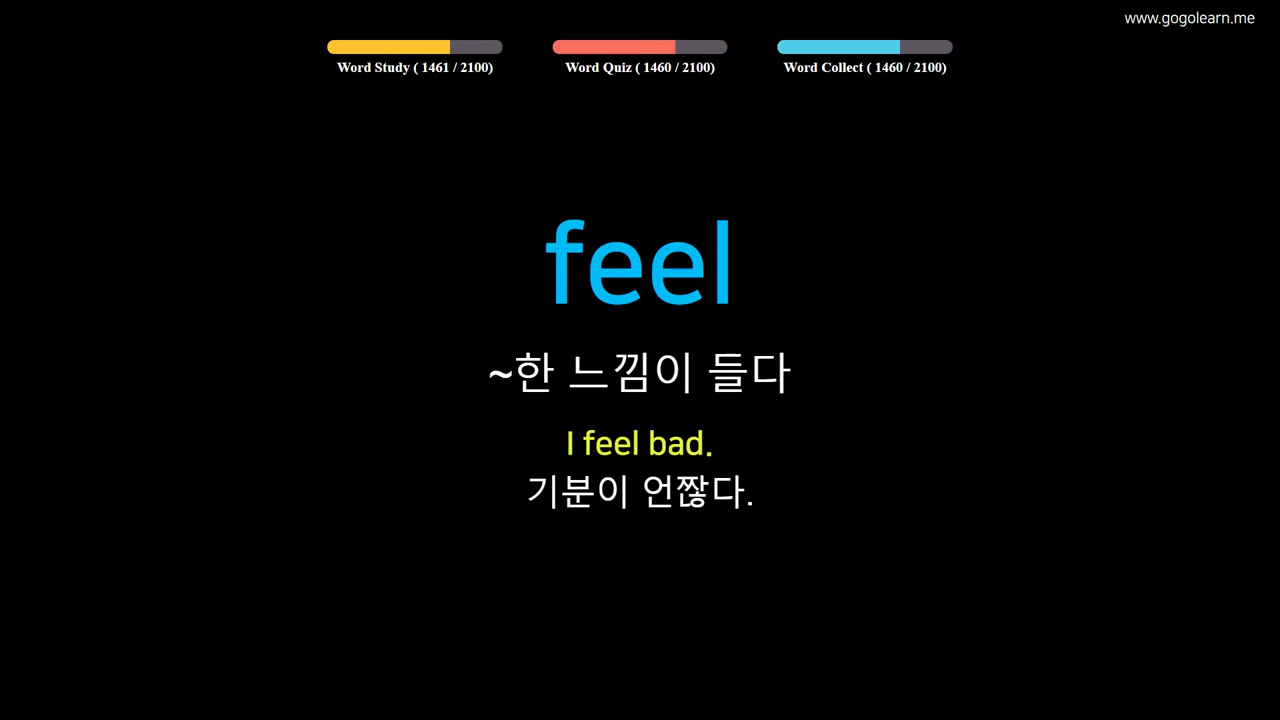 www.gogolearn.me
Word Study ( 1461 / 2100)
Word Quiz ( 1460 / 2100)
Word Collect ( 1460 / 2100)
feel
~한 느낌이 들다
I feel bad.
기분이 언짢다.